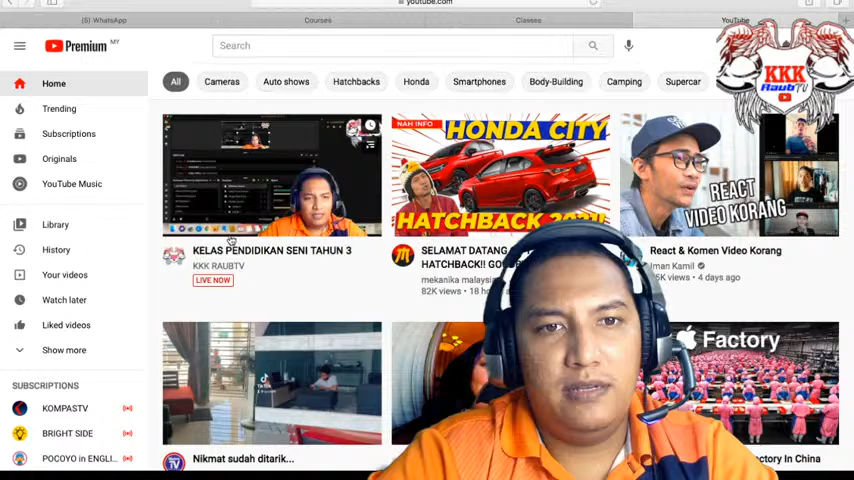 youtube.com
(6) WhatsApp
Courses
Classes
YouTube
Premium MY
Search
KKK
RaubTV
Home
All
Cameras
Auto shows
Hatchbacks
Honda
Smartphones
Body-Building
Camping
Supercar
Trending
Subscriptions
Originals
YouTube Music
Library
History
Your videos
Watch later
Liked videos
Show more
SUBSCRIPTIONS
KOMPASTV
BRIGHT SIDE
POCOYO in ENGLI...
NAH INFO
HONDA CITY
HATCHBACK 2021!!
REACT
VIDEO KORANG
KELAS PENDIDIKAN SENI TAHUN 3
KKK RAUBTV
LIVE NOW
SELAMAT DATANG
HATCHBACK!!
mekanika malaysia
82K views • 18
React & Komen Video Korang
Iman Kamil
views • 4 days ago
TikTok
Factory
Nikmat sudah ditarik...
In China